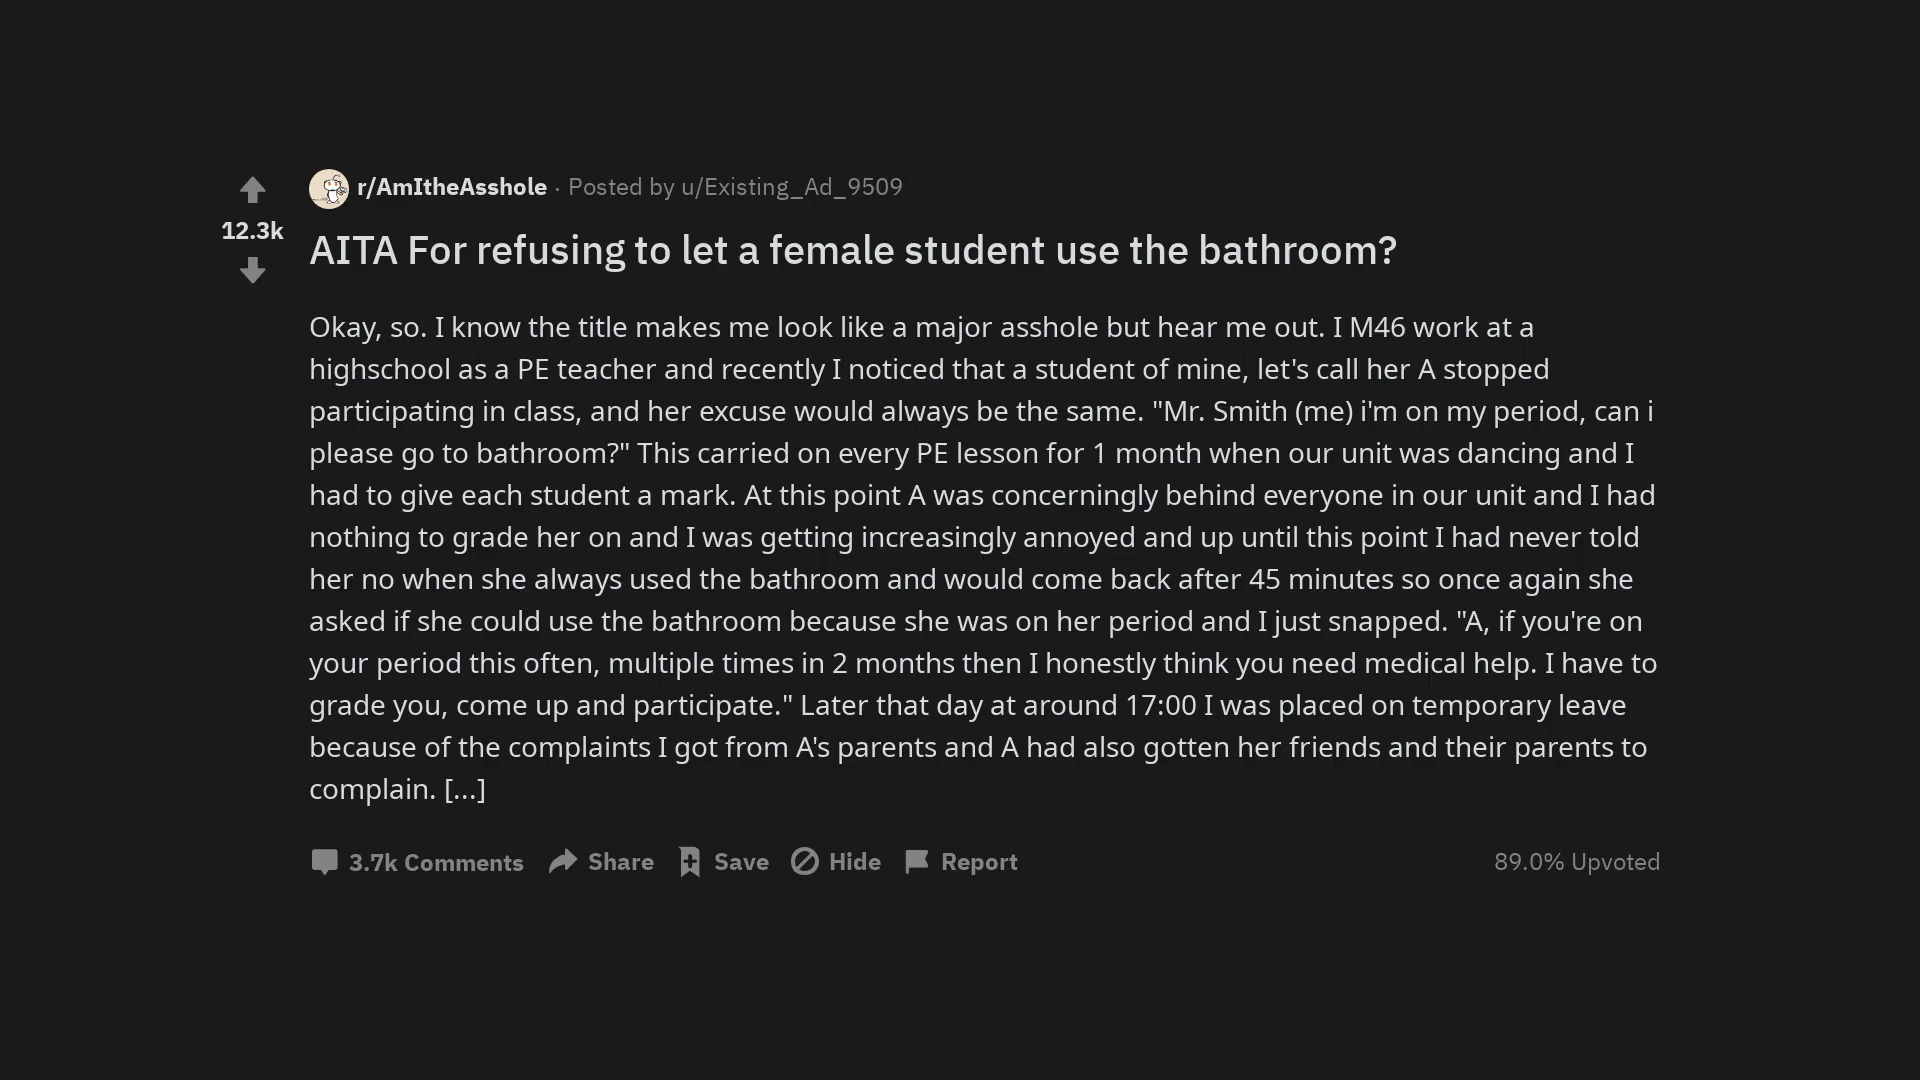 r/AmItheAsshole · Posted by u/Existing_Ad_9509
12.3k
AITA For refusing to let a female student use the bathroom?
Okay, so. I know the title makes me look like a major asshole but hear me out. I M46 work at a
highschool as a PE teacher and recently I noticed that a student of mine, let's call her A stopped
participating in class, and her excuse would always be the same. "Mr. Smith (me) i'm on my period, can i
please go to bathroom?" This carried on every PE lesson for 1 month when our unit was dancing and I
had to give each student a mark. At this point A was concerningly behind everyone in our unit and I had
nothing to grade her on and I was getting increasingly annoyed and up until this point I had never told
her no when she always used the bathroom and would come back after 45 minutes so once again she
asked if she could use the bathroom because she was on her period and I just snapped. "A, if you're on
your period this often, multiple times in 2 months then I honestly think you need medical help. I have to
grade you, come up and participate." Later that day at around 17:00 I was placed on temporary leave
because of the complaints I got from A's parents and A had also gotten her friends and their parents to
complain. [...]
3.7k Comments Share Save Hide Report 89.0% Upvoted